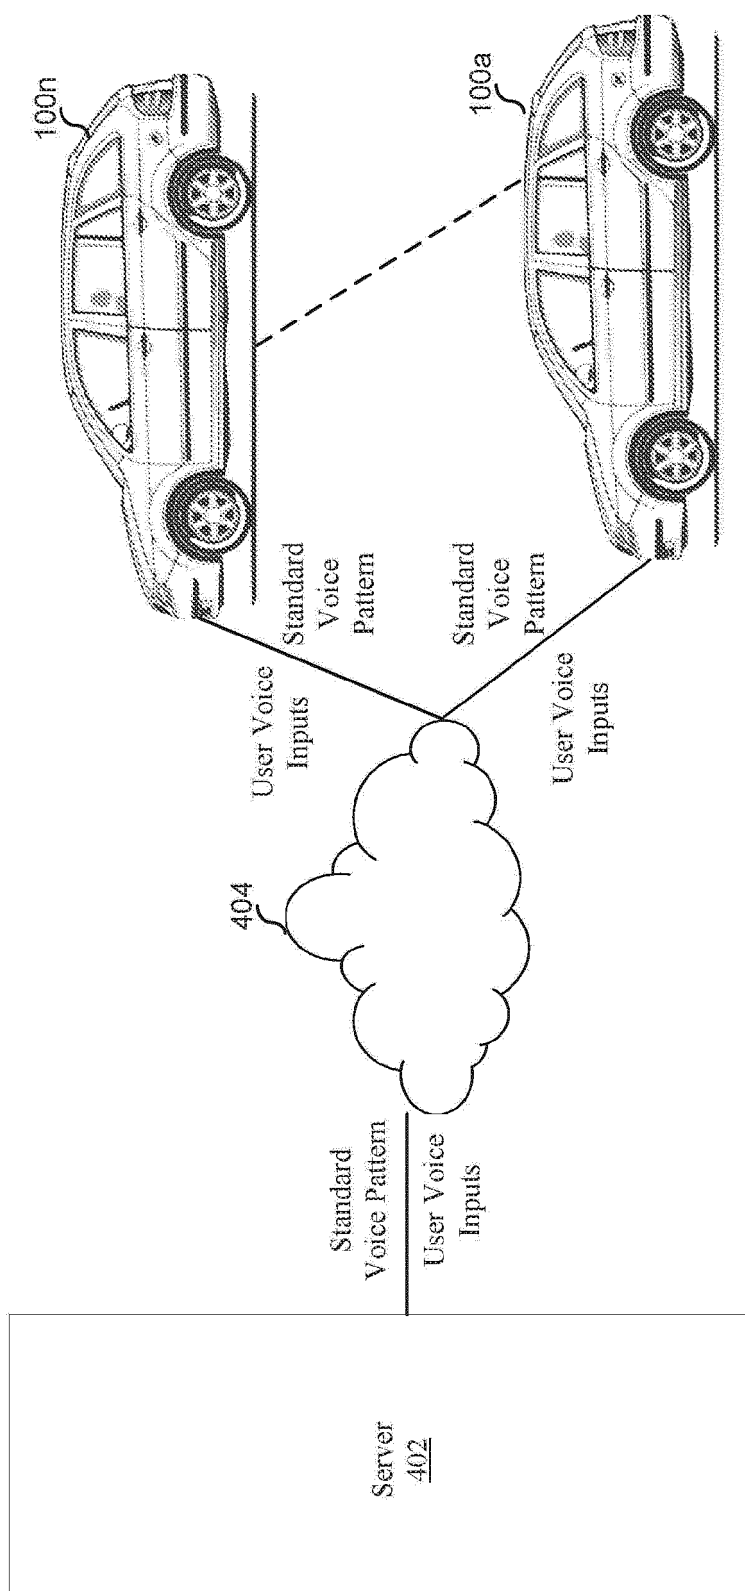 Server
402
Standard
Voice Pattern
User Voice
Inputs
404
User Voice
Inputs
Standard
Voice
Pattern
100n
User Voice
Inputs
Standard
Voice
Pattern
100a